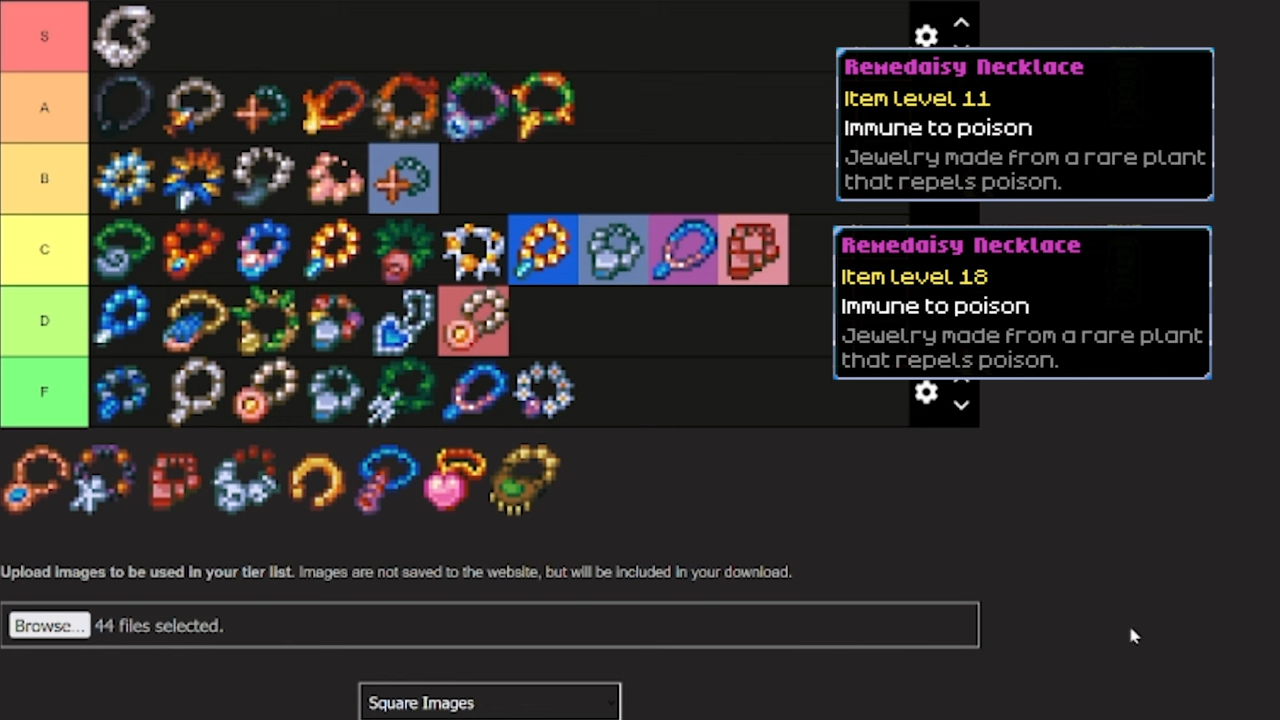 S
A
B
C
D
F
Remedaisy Necklace
Item level 11
Immune to poison
Jewelry made from a rare plant
that repels poison.
Remedaisy Necklace
Item level 18
Immune to poison
Jewelry made from a rare plant
that repels poison.
Upload images to be used in your tier list. Images are not saved to the website, but will be included in your download.
Browse... 44 files selected.
Square Images